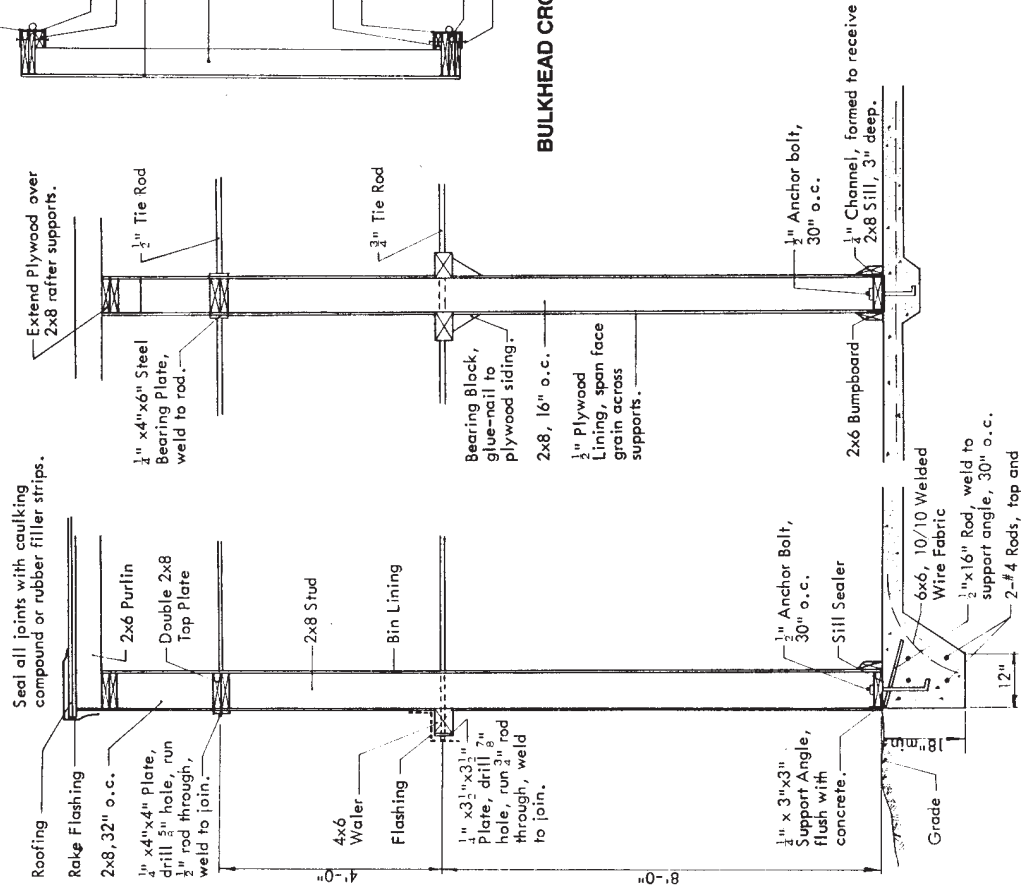 Seal all joints with caulking
compound or rubber filler strips.
Roofing
Rake Flashing
2x8, 32" o.c.
1/4" x4"x4" Plate,
drill 5/8" hole, run
1/2" rod through,
weld to join.
2x6 Purlin
Double 2x8
Top Plate
2x8 Stud
4x6
Waler
Flashing
Bin Lining
1/4" x3 1/2"x3 1/2"
Plate, drill 7/8"
hole, run 3/4" rod
through, weld
to join.
1/2" Anchor Bolt,
30" o.c.
Sill Sealer
1/4" x 3"x3"
Support Angle,
flush with
concrete.
Grade
18" min
12"
4'-0"
8'-0"
6x6, 10/10 Welded
Wire Fabric
1/2"x16" Rod, weld to
support angle, 30" o.c.
2-#4 Rods, top and
Extend Plywood over
2x8 rafter supports.
1/2" Tie Rod
1/4" x4"x6" Steel
Bearing Plate,
weld to rod.
3/4" Tie Rod
Bearing Block,
glue-nail to
plywood siding.
2x8, 16" o.c.
1/2" Plywood
Lining, span face
grain across
supports.
2x6 Bumpboard
1/2" Anchor bolt,
30" o.c.
1/4" Channel, formed to receive
2x8 Sill, 3" deep.
BULKHEAD CRO